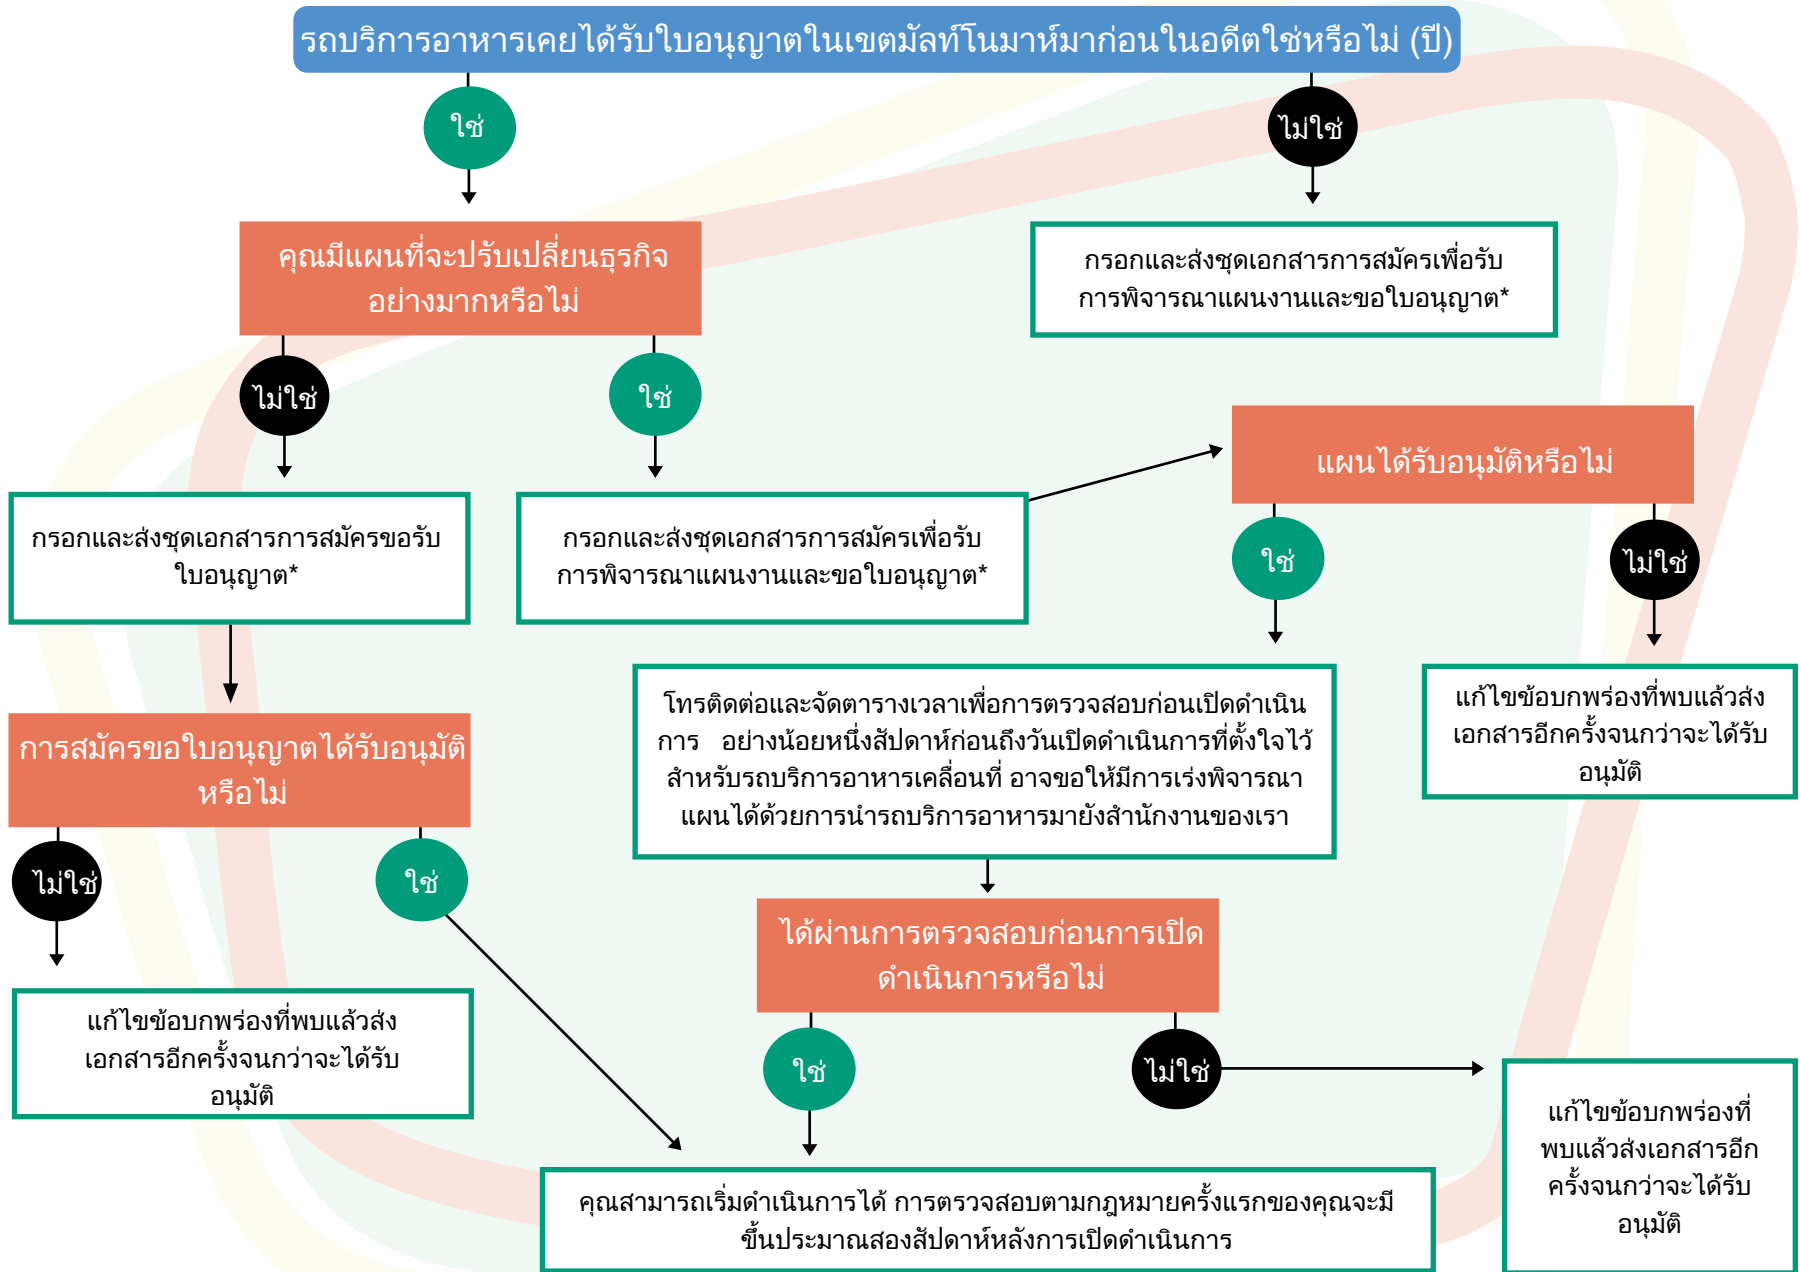 รถบริการอาหารเคยได้รับใบอนุญาตในเขตมัลท์โนมาห์มาก่อนในอดีตใช่หรือไม่ (ปี)
ใช่
ไม่ใช่
คุณมีแผนที่จะปรับเปลี่ยนธุรกิจ
อย่างมากหรือไม่
กรอกและส่งชุดเอกสารการสมัครเพื่อรับ
การพิจารณาแผนงานและขอใบอนุญาต*
ไม่ใช่
ใช่
แผนได้รับอนุมัติหรือไม่
กรอกและส่งชุดเอกสารการสมัครขอรับ
ใบอนุญาต*
กรอกและส่งชุดเอกสารการสมัครเพื่อรับ
การพิจารณาแผนงานและขอใบอนุญาต*
ใช่
ไม่ใช่
โทรติดต่อและจัดตารางเวลาเพื่อการตรวจสอบก่อนเปิดดำเนิน
การ อย่างน้อยหนึ่งสัปดาห์ก่อนถึงวันเปิดดำเนินการที่ตั้งใจไว้
สำหรับรถบริการอาหารเคลื่อนที่ อาจขอให้มีการเร่งพิจารณา
แผนได้ด้วยการนำรถบริการอาหารมายังสำนักงานของเรา
แก้ไขข้อบกพร่องที่พบแล้วส่ง
เอกสารอีกครั้งจนกว่าจะได้รับ
อนุมัติ
การสมัครขอใบอนุญาตได้รับอนุมัติ
หรือไม่
ไม่ใช่
ใช่
ได้ผ่านการตรวจสอบก่อนการเปิด
ดำเนินการหรือไม่
แก้ไขข้อบกพร่องที่พบแล้วส่ง
เอกสารอีกครั้งจนกว่าจะได้รับ
อนุมัติ
ใช่
ไม่ใช่
แก้ไขข้อบกพร่องที่
พบแล้วส่งเอกสารอีก
ครั้งจนกว่าจะได้รับ
อนุมัติ
คุณสามารถเริ่มดำเนินการได้ การตรวจสอบตามกฎหมายครั้งแรกของคุณจะมี
ขึ้นประมาณสองสัปดาห์หลังการเปิดดำเนินการ